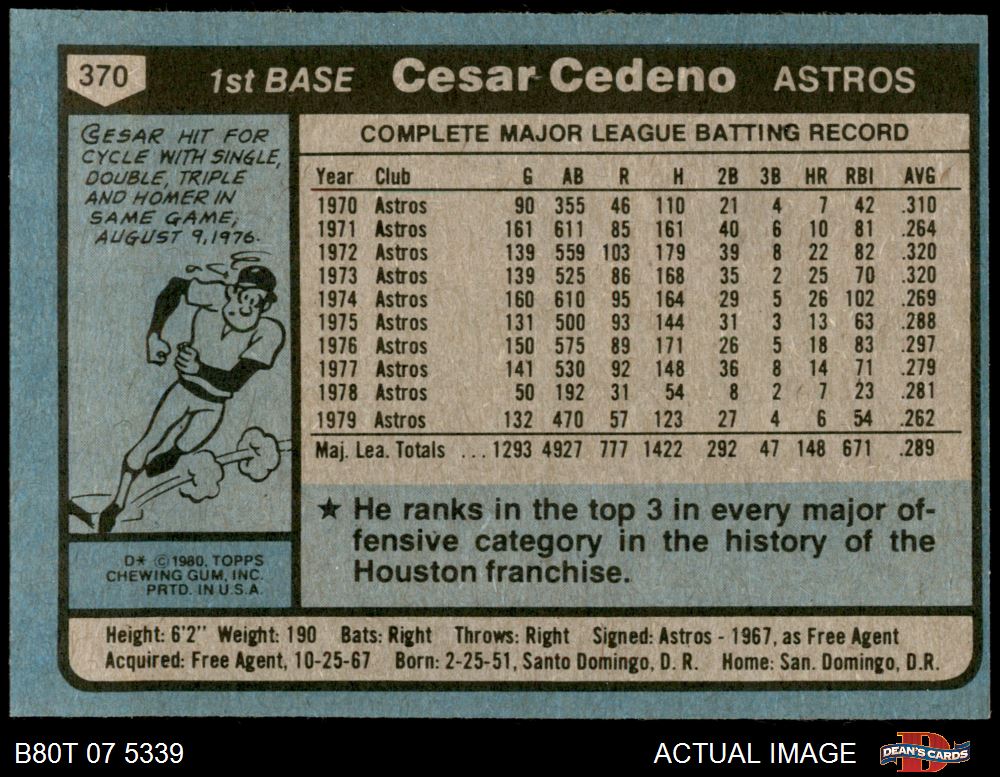 370 1st BASE Cesar Cedeno ASTROS
CESAR HIT FOR
CYCLE WITH SINGLE,
DOUBLE, TRIPLE
AND HOMER IN
SAME GAME,
AUGUST 9, 1976.
COMPLETE MAJOR LEAGUE BATTING RECORD
Year Club G AB R H 2B 3B HR RBI AVG
1970 Astros 90 355 46 110 21 4 7 42 .310
1971 Astros 161 611 85 161 40 6 10 81 .264
1972 Astros 139 559 103 179 39 8 22 82 .320
1973 Astros 139 525 86 168 35 2 25 70 .320
1974 Astros 160 610 95 164 29 5 26 102 .269
1975 Astros 131 500 93 144 31 3 13 63 .288
1976 Astros 150 575 89 171 26 5 18 83 .297
1977 Astros 141 530 92 148 36 8 14 71 .279
1978 Astros 50 192 31 54 8 2 7 23 .281
1979 Astros 132 470 57 123 27 4 6 54 .262
Maj. Lea. Totals ... 1293 4927 777 1422 292 47 148 671 .289
★ He ranks in the top 3 in every major of-
fensive category in the history of the
Houston franchise.
D* © 1980, TOPPS
CHEWING GUM, INC.
PRTD. IN U.S.A.
Height: 6'2" Weight: 190 Bats: Right Throws: Right Signed: Astros - 1967, as Free Agent
Acquired: Free Agent, 10-25-67 Born: 2-25-51, Santo Domingo, D. R. Home: San. Domingo, D.R.
B80T 07 5339 ACTUAL IMAGE DEAN'S CARDS